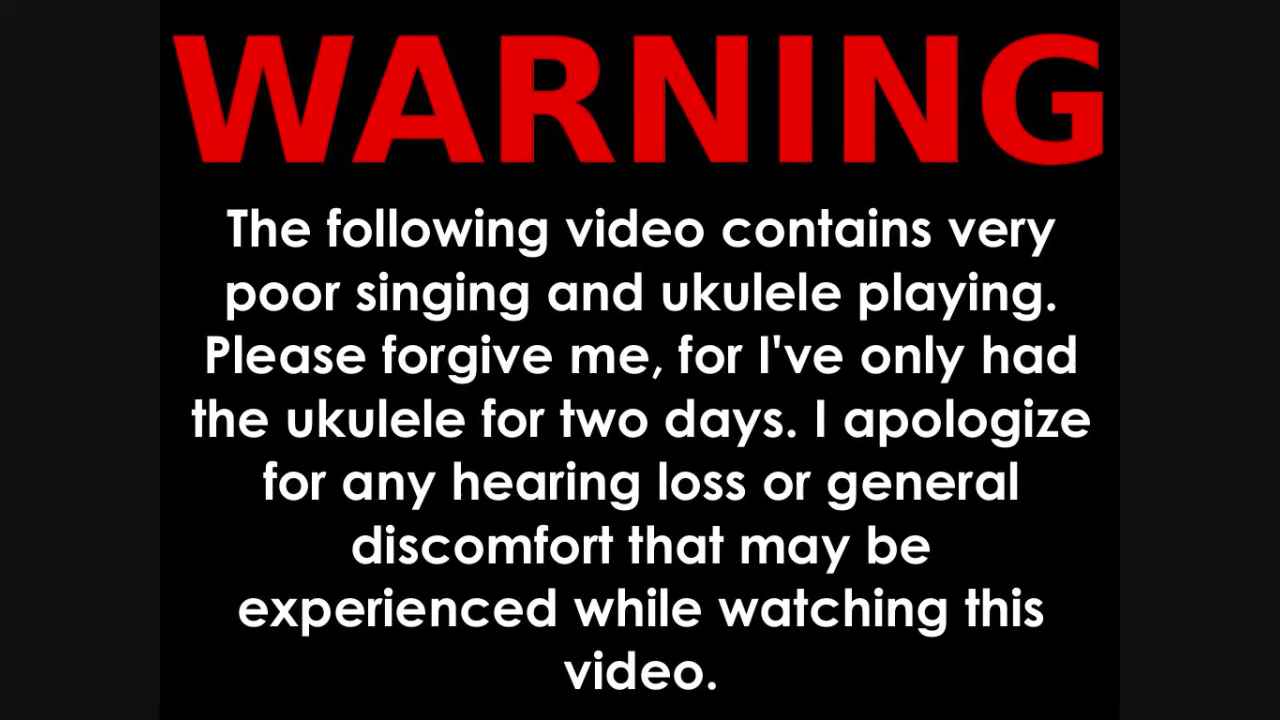 WARNING
The following video contains very
poor singing and ukulele playing.
Please forgive me, for I've only had
the ukulele for two days. I apologize
for any hearing loss or general
discomfort that may be
experienced while watching this
video.